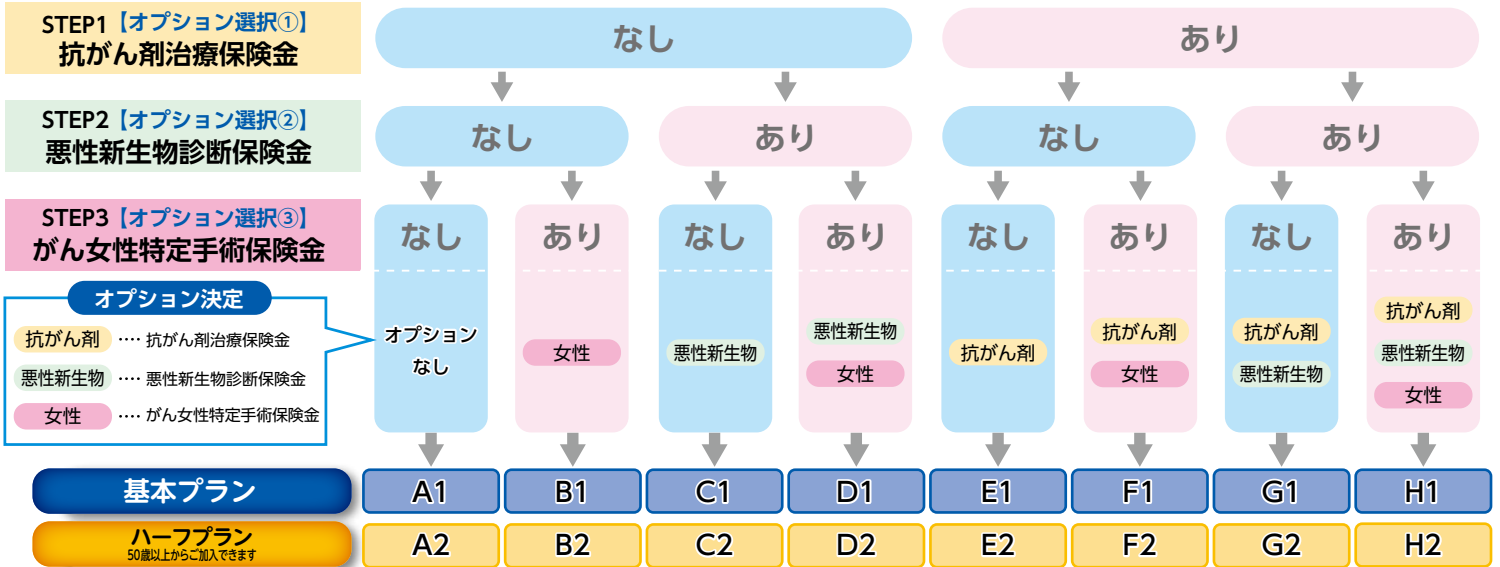 STEP1【オプション選択①】
抗がん剤治療保険金
なし
あり
STEP2【オプション選択②】
悪性新生物診断保険金
なし
あり
なし
あり
STEP3【オプション選択③】
がん女性特定手術保険金
なし
あり
なし
あり
なし
あり
なし
あり
オプション決定
抗がん剤 ‥‥ 抗がん剤治療保険金
悪性新生物 ‥‥ 悪性新生物診断保険金
女性 ‥‥ がん女性特定手術保険金
オプション
なし
女性
悪性新生物
悪性新生物
女性
抗がん剤
抗がん剤
女性
抗がん剤
悪性新生物
抗がん剤
悪性新生物
女性
基本プラン
A1
B1
C1
D1
E1
F1
G1
H1
ハーフプラン
50歳以上からご加入できます
A2
B2
C2
D2
E2
F2
G2
H2